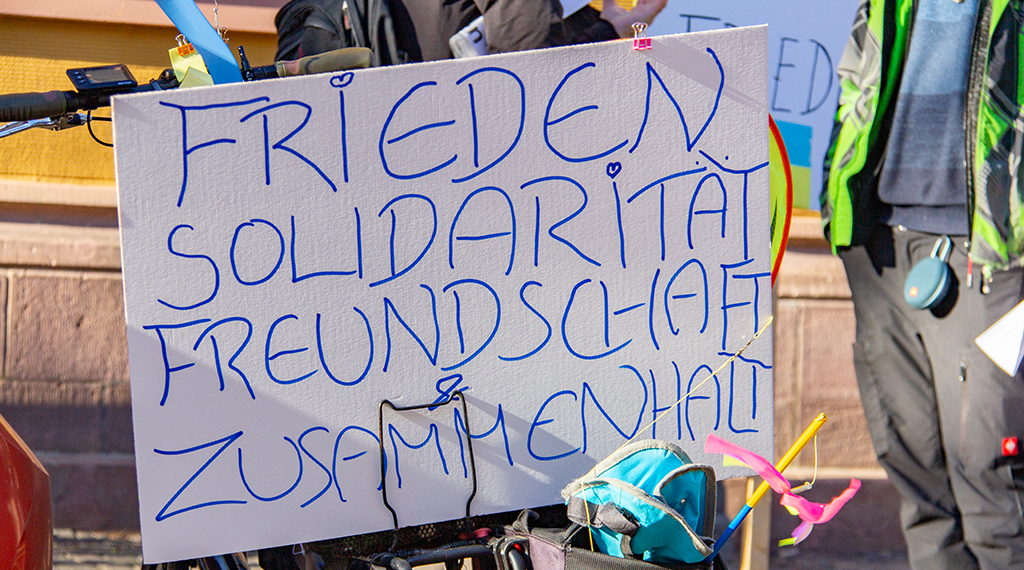 FRIEDEN
SOLIDARITÄT
FREUNDSCHAFT
&
ZUSAMMENHALT